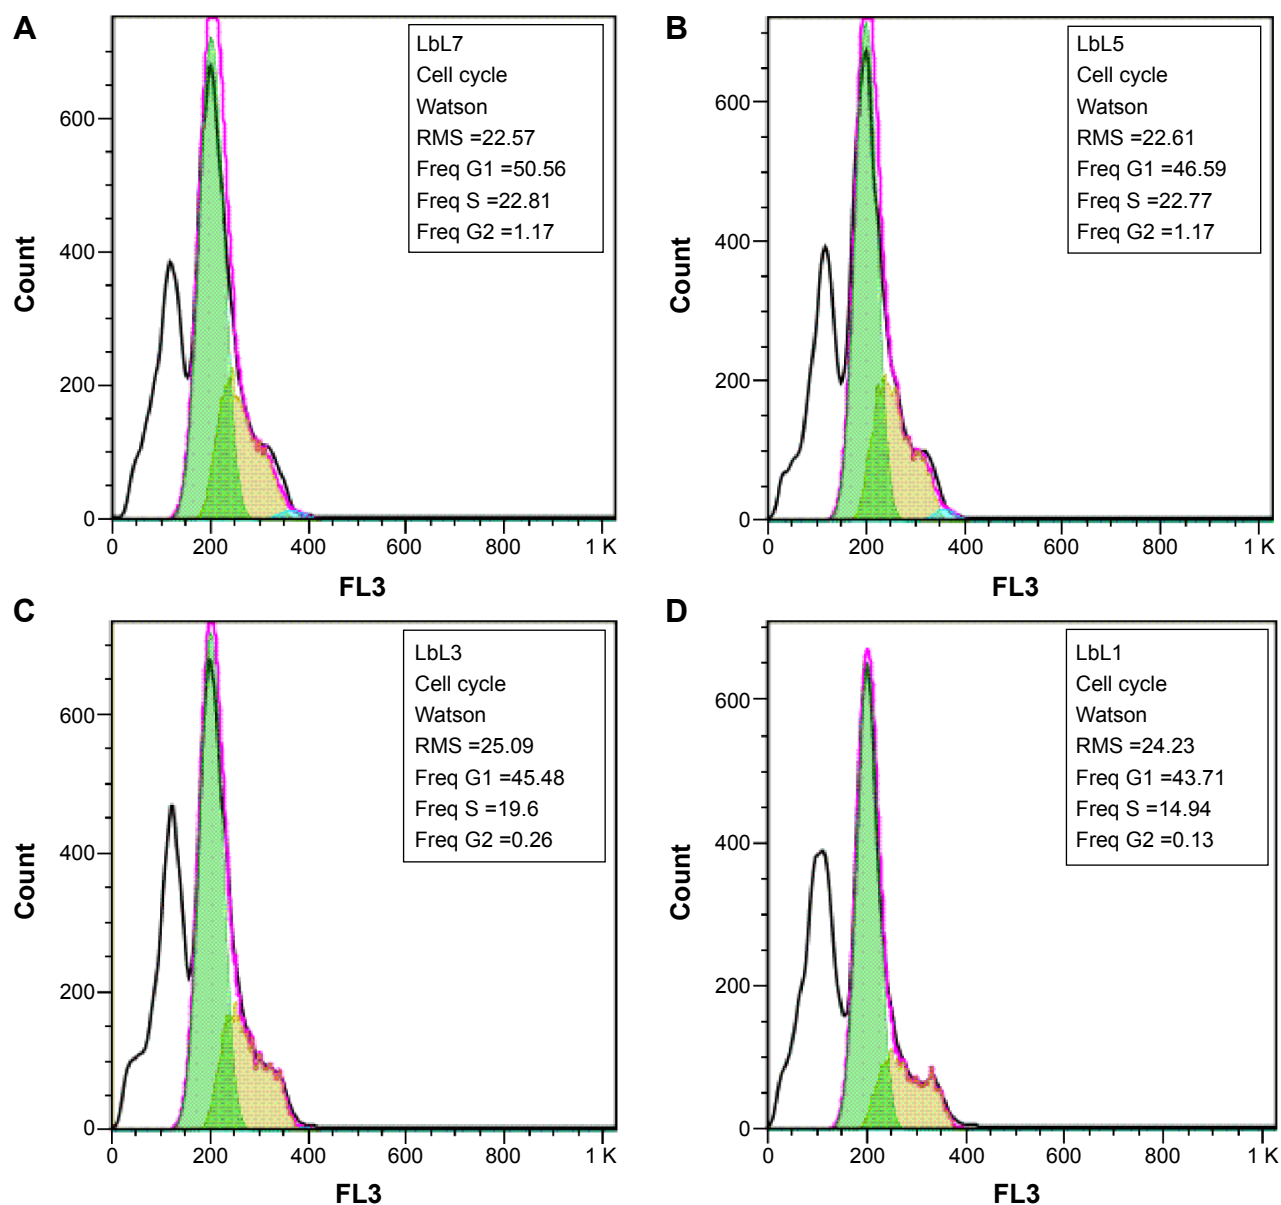 A
LbL7
Cell cycle
Watson
RMS =22.57
Freq G1 =50.56
Freq S =22.81
Freq G2 =1.17
600
400
200
0
Count
0 200 400 600 800 1 K
FL3
B
LbL5
Cell cycle
Watson
RMS =22.61
Freq G1 =46.59
Freq S =22.77
Freq G2 =1.17
600
400
200
0
Count
0 200 400 600 800 1 K
FL3
C
LbL3
Cell cycle
Watson
RMS =25.09
Freq G1 =45.48
Freq S =19.6
Freq G2 =0.26
600
400
200
0
Count
0 200 400 600 800 1 K
FL3
D
LbL1
Cell cycle
Watson
RMS =24.23
Freq G1 =43.71
Freq S =14.94
Freq G2 =0.13
600
400
200
0
Count
0 200 400 600 800 1 K
FL3